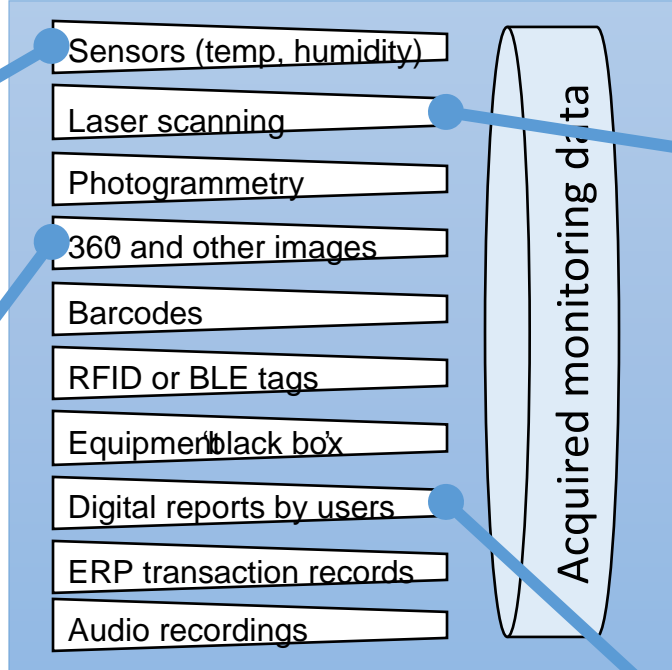 Sensors (temp, humidity)
Laser scanning
Photogrammetry
360° and other images
Barcodes
RFID or BLE tags
Equipment ‘black box’
Digital reports by users
ERP transaction records
Audio recordings
Acquired monitoring data